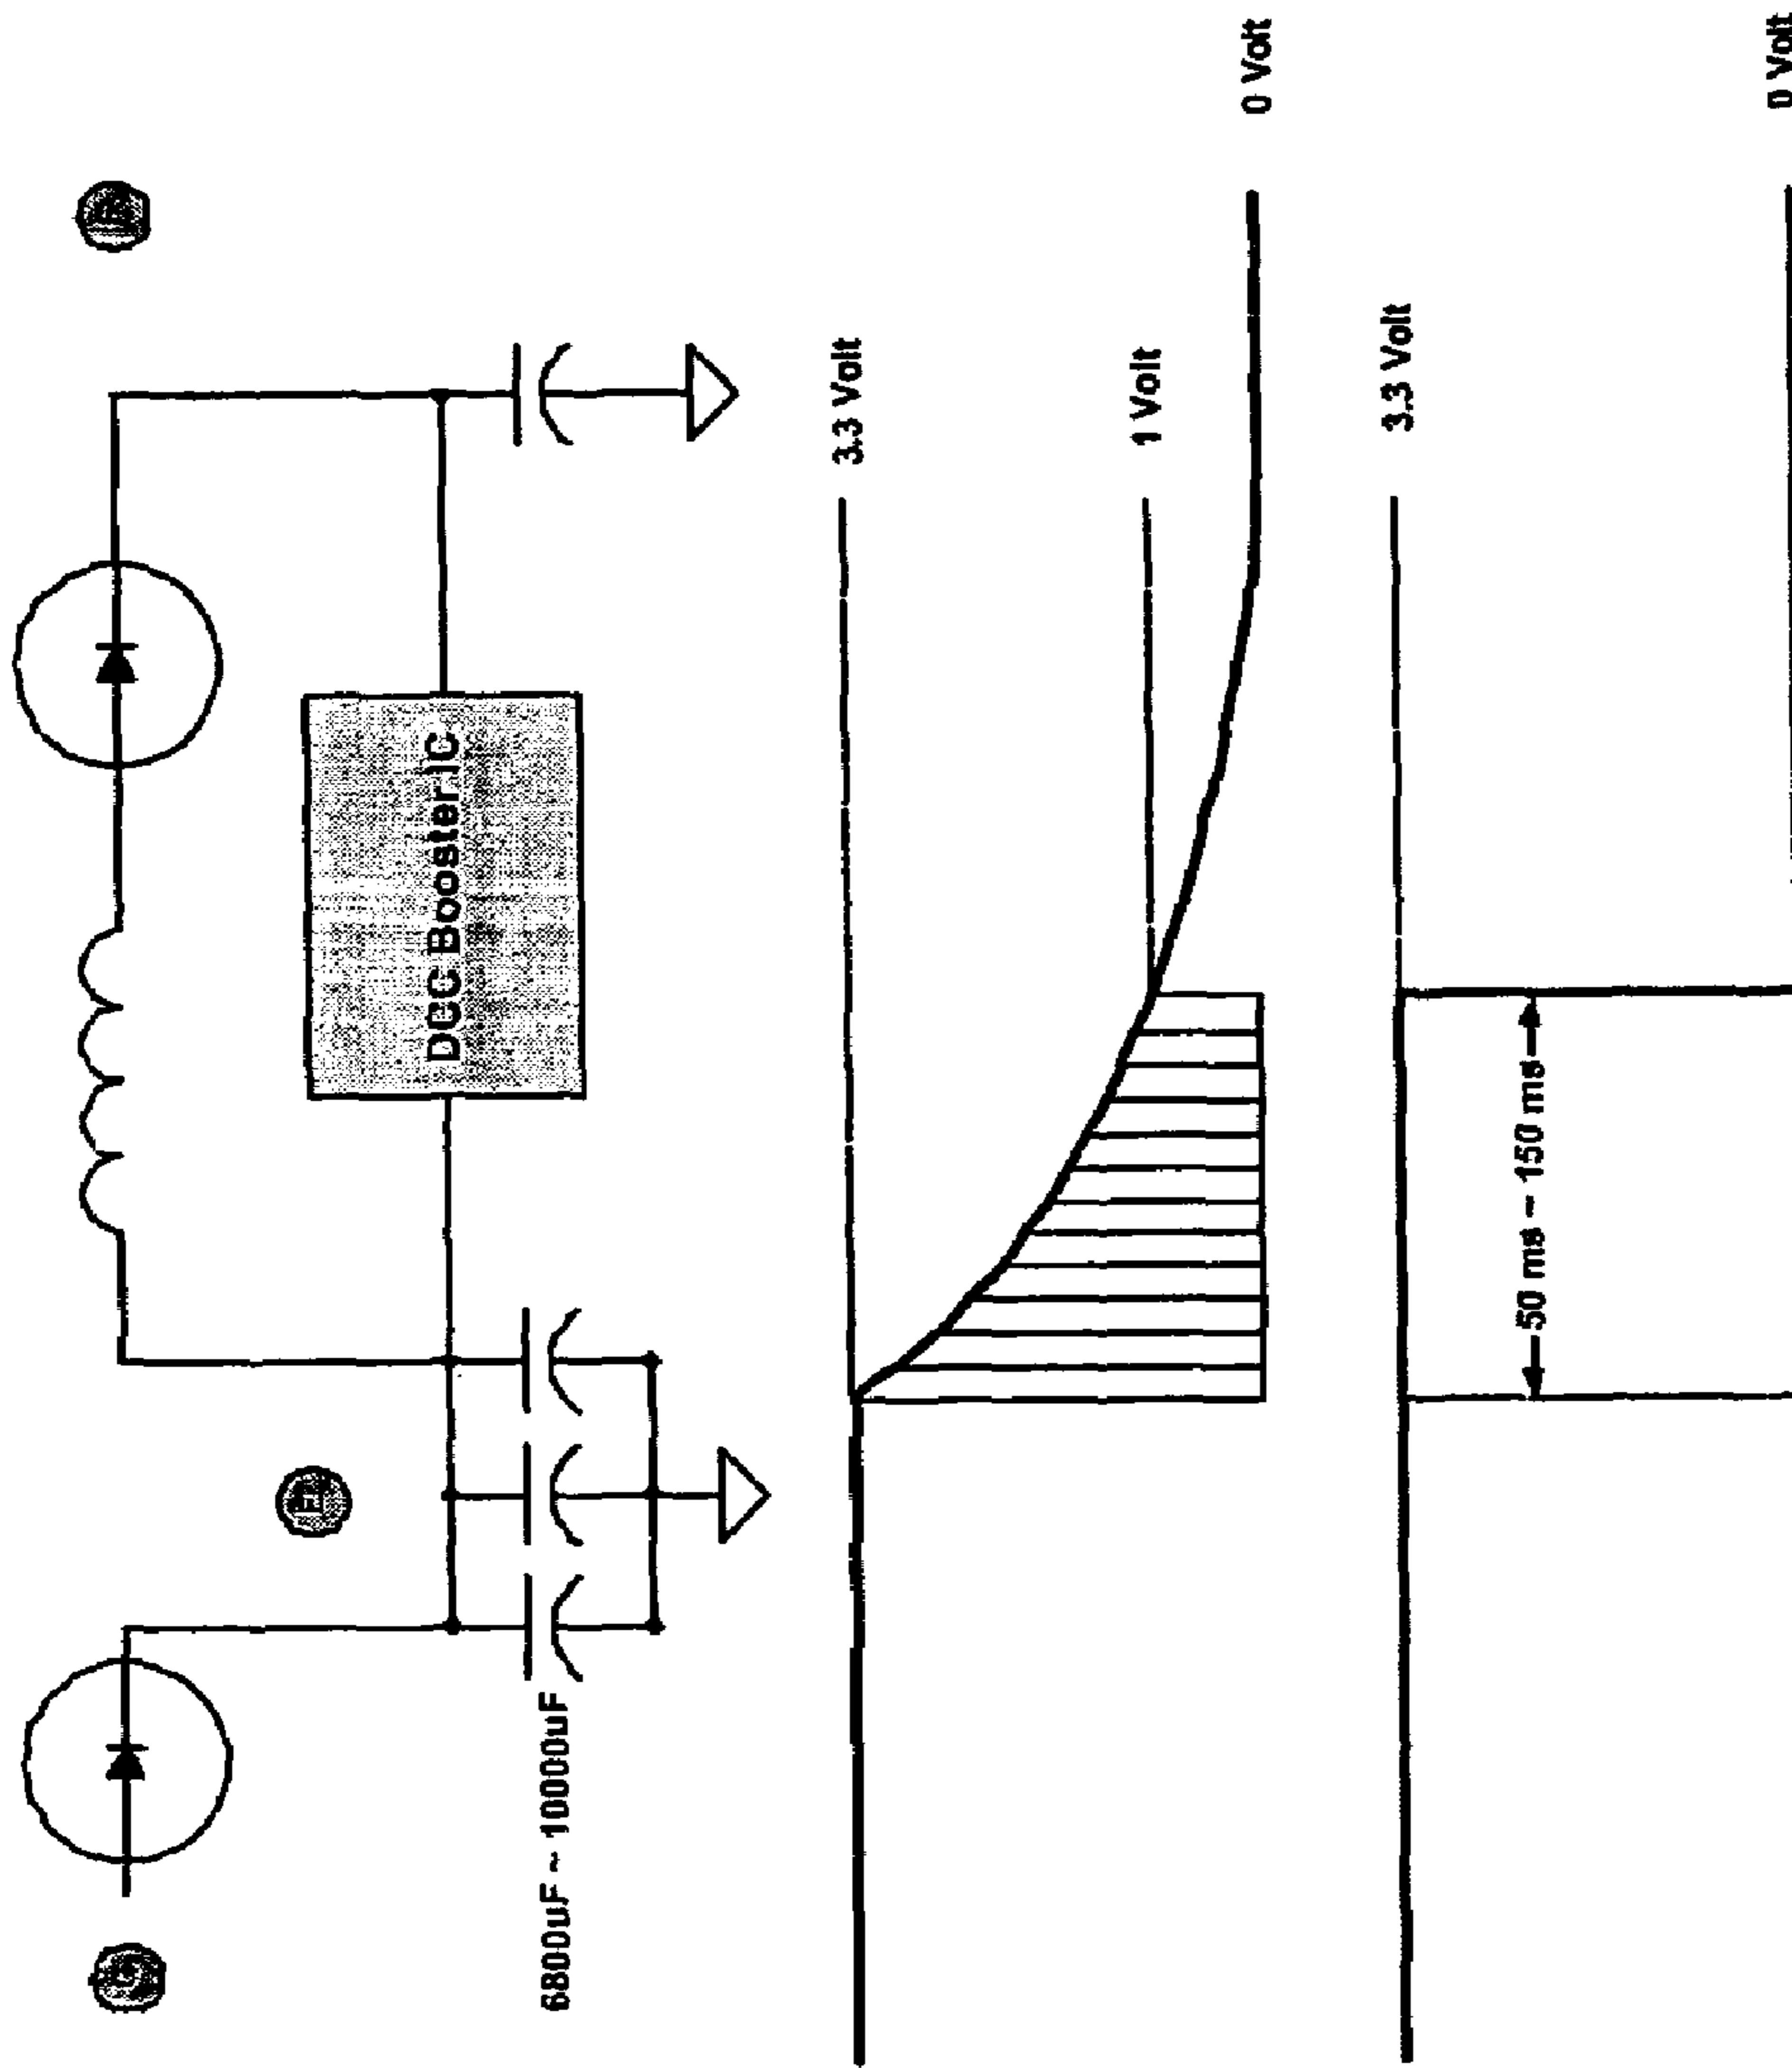 6800uF ~ 10000uF
DCC Booster IC
3.3 Volt
1 Volt
0 Volt
3.3 Volt
50 ms ~ 150 ms
0 Volt